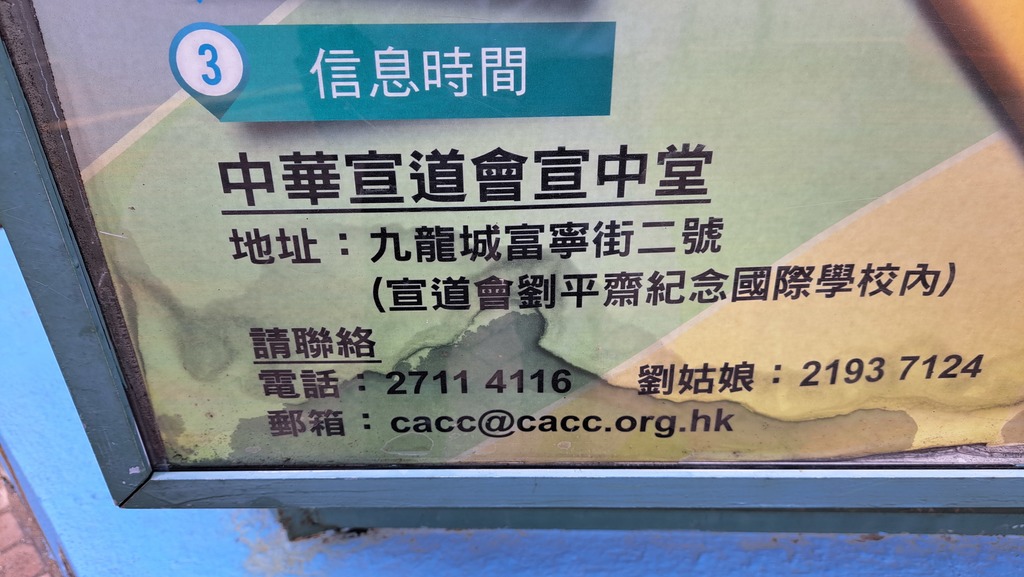 3 信息時間
中華宣道會宣中堂
地址：九龍城富寧街二號
(宣道會劉平齋紀念國際學校內)
請聯絡
電話：2711 4116 劉姑娘：2193 7124
郵箱：cacc@cacc.org.hk